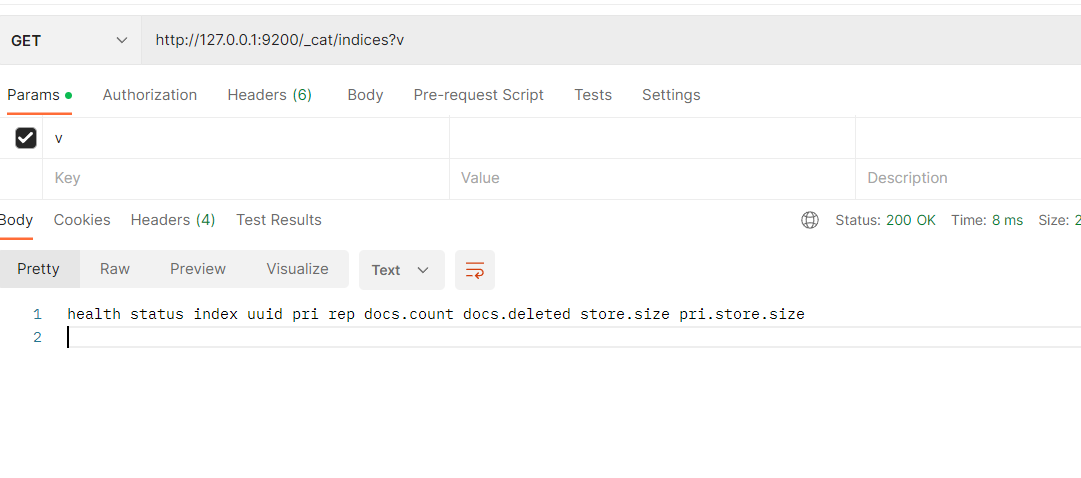 GET http://127.0.0.1:9200/_cat/indices?v
Params Authorization Headers (6) Body Pre-request Script Tests Settings
v
Key Value Description
Body Cookies Headers (4) Test Results Status: 200 OK Time: 8 ms Size: 2
Pretty Raw Preview Visualize Text
1 health status index uuid pri rep docs.count docs.deleted store.size pri.store.size
2